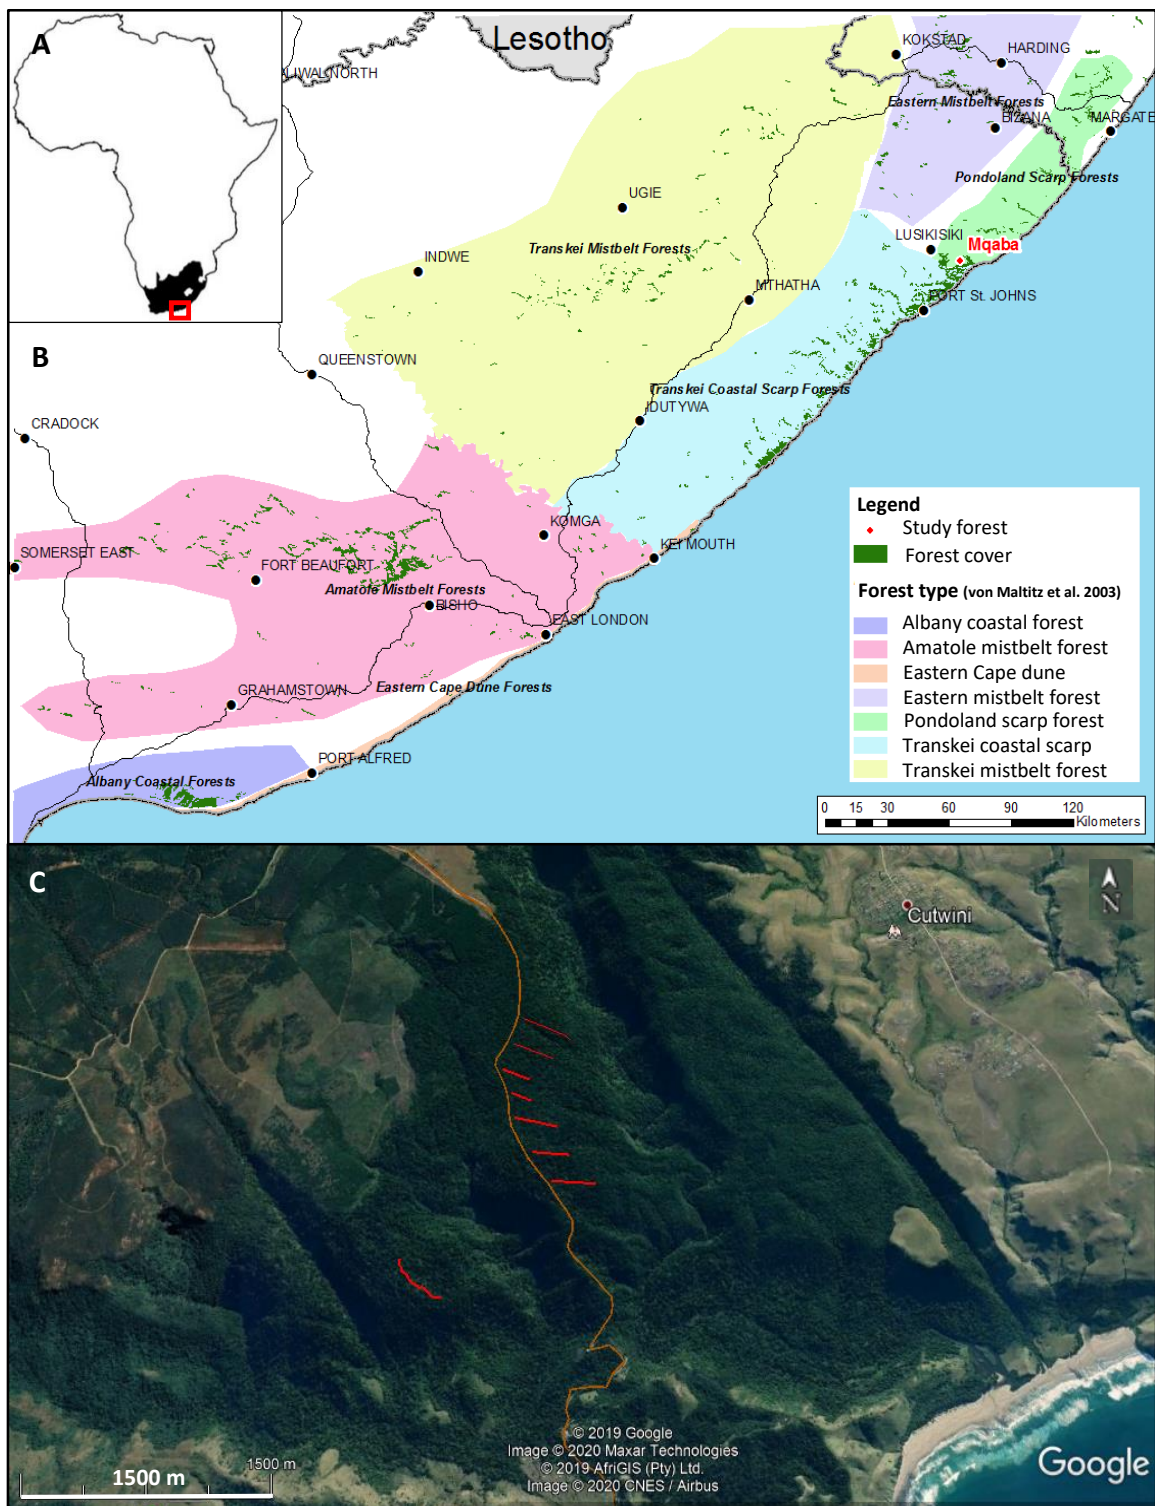 A
Lesotho
ALIWAL NORTH
KOKSTAD
HARDING
Eastern Mistbelt Forests
BIZANA
MARGATE
Pondoland Scarp Forests
UGIE
LUSIKISIKI
Mqaba
Transkei Mistbelt Forests
INDWE
MTHATHA
PORT St. JOHNS
B
QUEENSTOWN
Transkei Coastal Scarp Forests
IDUTYWA
CRADOCK
KOMGA
KEI MOUTH
SOMERSET EAST
FORT BEAUFORT
Amatole Mistbelt Forests
BISHO
EAST LONDON
Eastern Cape Dune Forests
GRAHAMSTOWN
PORT ALFRED
Albany Coastal Forests
Legend
Study forest
Forest cover
Forest type (von Maltitz et al. 2003)
Albany coastal forest
Amatole mistbelt forest
Eastern Cape dune
Eastern mistbelt forest
Pondoland scarp forest
Transkei coastal scarp
Transkei mistbelt forest
0 15 30 60 90 120
Kilometers
C
N
Cutwini
© 2019 Google
Image © 2020 Maxar Technologies
© 2019 AfriGIS (Pty) Ltd.
Image © 2020 CNES / Airbus
1500 m
1500 m
Google